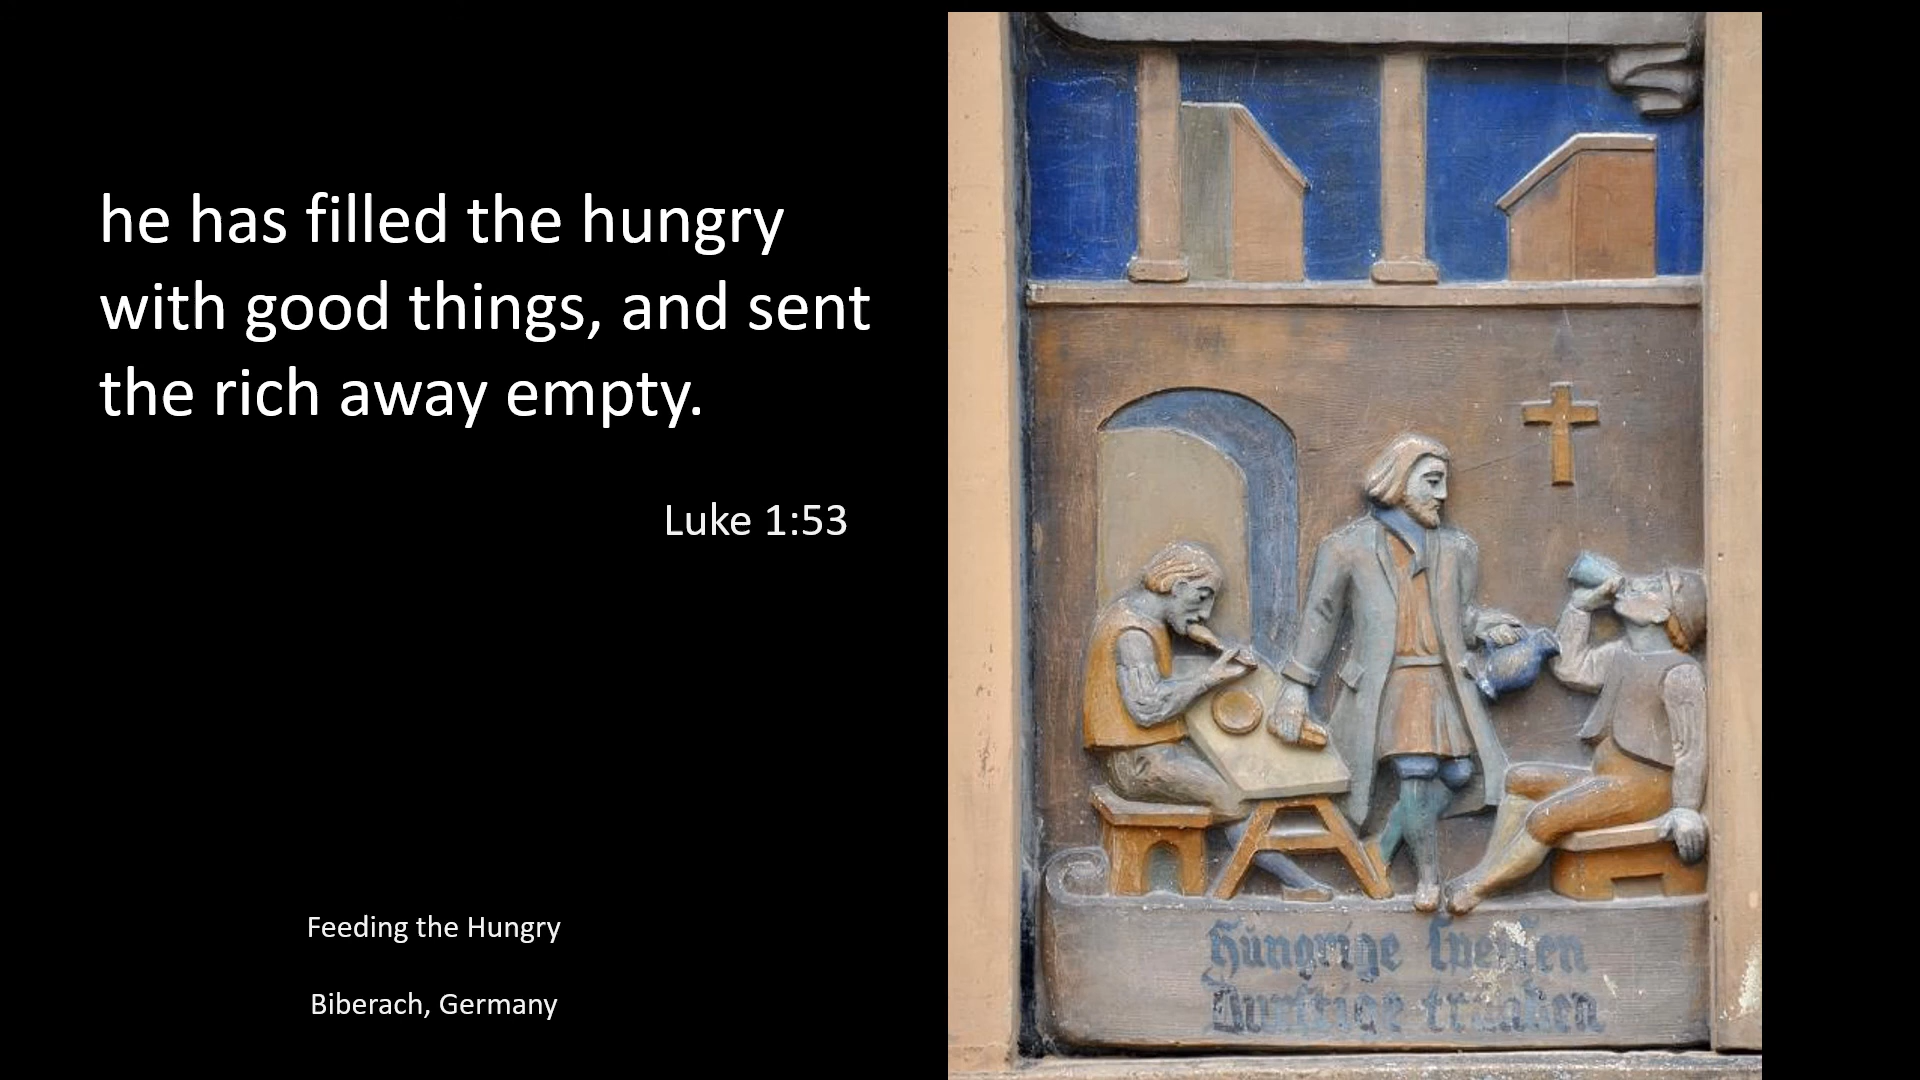 he has filled the hungry
with good things, and sent
the rich away empty.
Luke 1:53
Feeding the Hungry
Biberach, Germany
Hungrige speisen
Durstige tränken